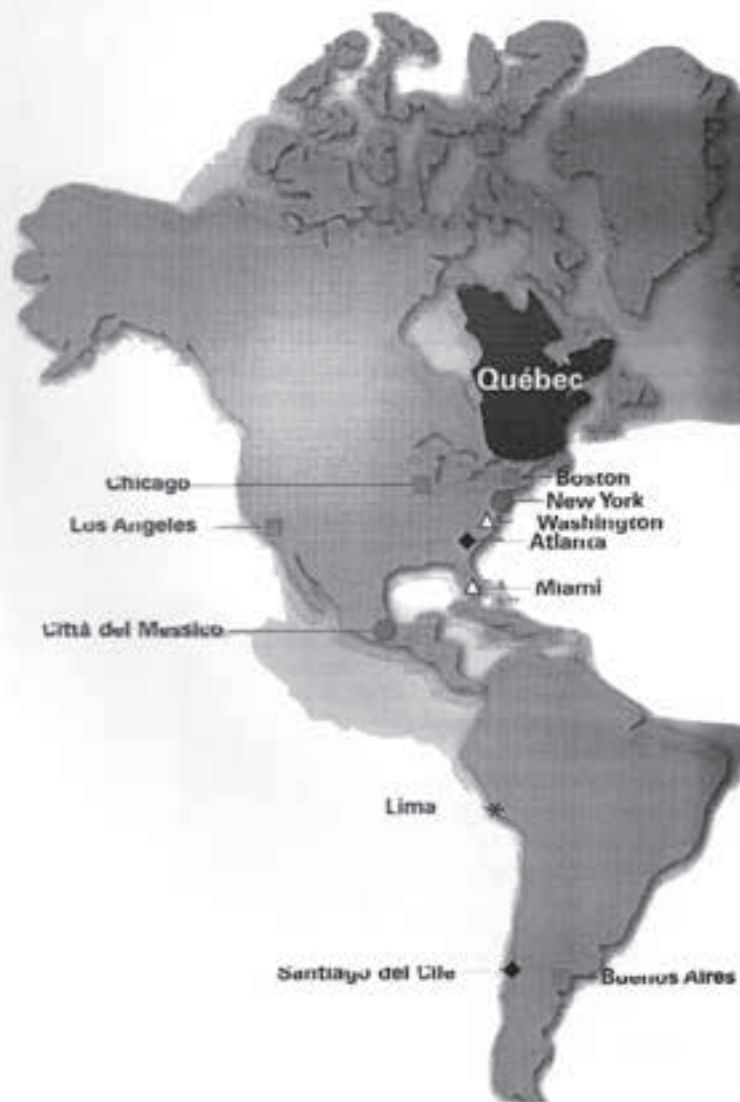 Québec
Chicago
Boston
New York
Los Angeles
Washington
Atlanta
Miami
Città del Messico
Lima
Santiago del Cile
Buenos Aires